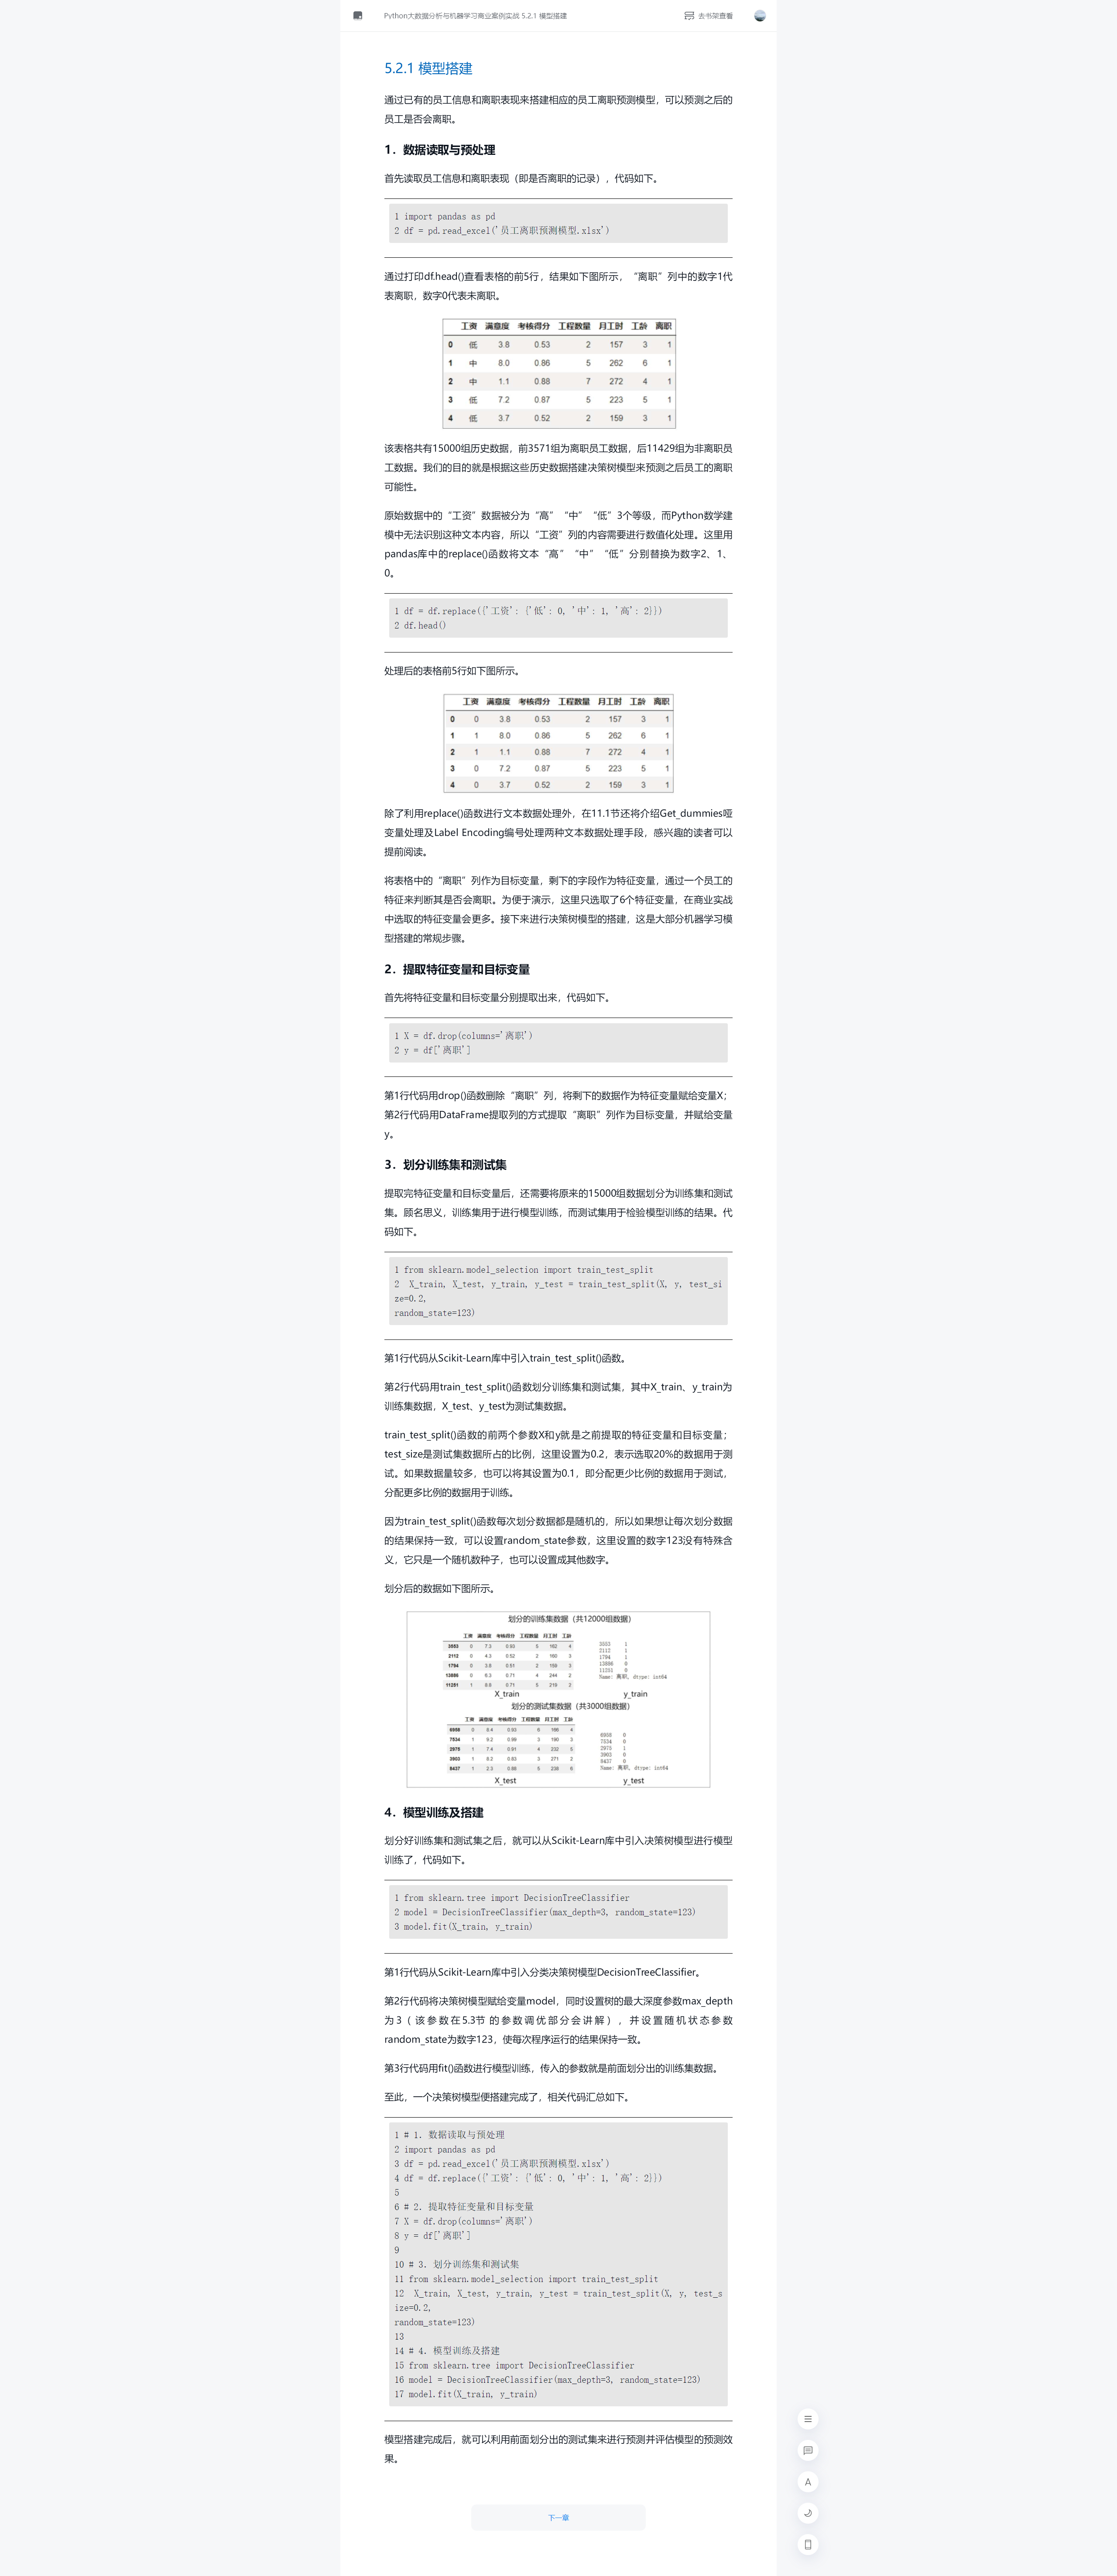 Python大数据分析与机器学习商业案例实战 5.2.1 模型搭建
去书架查看
5.2.1 模型搭建
通过已有的员工信息和离职表现来搭建相应的员工离职预测模型，可以预测之后的
员工是否会离职。
1．数据读取与预处理
首先读取员工信息和离职表现（即是否离职的记录），代码如下。
1 import pandas as pd
2 df = pd.read_excel('员工离职预测模型.xlsx')
通过打印df.head()查看表格的前5行，结果如下图所示，“离职”列中的数字1代
表离职，数字0代表未离职。
工资 满意度 考核得分 工程数量 月工时 工龄 离职
0 低 3.8 0.53 2 157 3 1
1 中 8.0 0.86 5 262 6 1
2 中 1.1 0.88 7 272 4 1
3 低 7.2 0.87 5 223 5 1
4 低 3.7 0.52 2 159 3 1
该表格共有15000组历史数据，前3571组为离职员工数据，后11429组为非离职员
工数据。我们的目的就是根据这些历史数据搭建决策树模型来预测之后员工的离职
可能性。
原始数据中的“工资”数据被分为“高”“中”“低”3个等级，而Python数学建
模中无法识别这种文本内容，所以“工资”列的内容需要进行数值化处理。这里用
pandas库中的replace()函数将文本“高”“中”“低”分别替换为数字2、1、
0。
1 df = df.replace({'工资': {'低': 0, '中': 1, '高': 2}})
2 df.head()
处理后的表格前5行如下图所示。
工资 满意度 考核得分 工程数量 月工时 工龄 离职
0 0 3.8 0.53 2 157 3 1
1 1 8.0 0.86 5 262 6 1
2 1 1.1 0.88 7 272 4 1
3 0 7.2 0.87 5 223 5 1
4 0 3.7 0.52 2 159 3 1
除了利用replace()函数进行文本数据处理外，在11.1节还将介绍Get_dummies哑
变量处理及Label Encoding编号处理两种文本数据处理手段，感兴趣的读者可以
提前阅读。
将表格中的“离职”列作为目标变量，剩下的字段作为特征变量，通过一个员工的
特征来判断其是否会离职。为便于演示，这里只选取了6个特征变量，在商业实战
中选取的特征变量会更多。接下来进行决策树模型的搭建，这是大部分机器学习模
型搭建的常规步骤。
2．提取特征变量和目标变量
首先将特征变量和目标变量分别提取出来，代码如下。
1 X = df.drop(columns='离职')
2 y = df['离职']
第1行代码用drop()函数删除“离职”列，将剩下的数据作为特征变量赋给变量X；
第2行代码用DataFrame提取列的方式提取“离职”列作为目标变量，并赋给变量
y。
3．划分训练集和测试集
提取完特征变量和目标变量后，还需要将原来的15000组数据划分为训练集和测试
集。顾名思义，训练集用于进行模型训练，而测试集用于检验模型训练的结果。代
码如下。
1 from sklearn.model_selection import train_test_split
2 X_train, X_test, y_train, y_test = train_test_split(X, y, test_si
ze=0.2,
random_state=123)
第1行代码从Scikit-Learn库中引入train_test_split()函数。
第2行代码用train_test_split()函数划分训练集和测试集，其中X_train、y_train为
训练集数据，X_test、y_test为测试集数据。
train_test_split()函数的前两个参数X和y就是之前提取的特征变量和目标变量；
test_size是测试集数据所占的比例，这里设置为0.2，表示选取20%的数据用于测
试。如果数据量较多，也可以将其设置为0.1，即分配更少比例的数据用于测试，
分配更多比例的数据用于训练。
因为train_test_split()函数每次划分数据都是随机的，所以如果想让每次划分数据
的结果保持一致，可以设置random_state参数，这里设置的数字123没有特殊含
义，它只是一个随机数种子，也可以设置成其他数字。
划分后的数据如下图所示。
划分的训练集数据（共12000组数据）
工资 满意度 考核得分 工程数量 月工时 工龄
3553 0 7.3 0.93 5 162 4
2112 0 4.3 0.52 2 160 3
1794 0 3.8 0.51 2 159 3
13886 0 6.3 0.71 4 244 2
11251 1 8.8 0.71 5 219 2
3553 1
2112 1
1794 1
13886 0
11251 0
Name: 离职, dtype: int64
X_train y_train
划分的测试集数据（共3000组数据）
工资 满意度 考核得分 工程数量 月工时 工龄
6958 0 8.4 0.93 6 166 4
7534 1 9.2 0.98 3 190 3
2975 1 7.4 0.91 4 232 5
3903 1 8.2 0.83 3 271 2
8437 1 2.3 5 238 6
6958 0
7534 0
2975 1
3903 0
8437 0
Name: 离职, dtype: int64
X_test y_test
4．模型训练及搭建
划分好训练集和测试集之后，就可以从Scikit-Learn库中引入决策树模型进行模型
训练了，代码如下。
1 from sklearn.tree import DecisionTreeClassifier
2 model = DecisionTreeClassifier(max_depth=3, random_state=123)
3 model.fit(X_train, y_train)
第1行代码从Scikit-Learn库中引入分类决策树模型DecisionTreeClassifier。
第2行代码将决策树模型赋给变量model，同时设置树的最大深度参数max_depth
为3（该参数在5.3节的参数调优部分会讲解），并设置随机状态参数
random_state为数字123，使每次程序运行的结果保持一致。
第3行代码用fit()函数进行模型训练，传入的参数就是前面划分出的训练集数据。
至此，一个决策树模型便搭建完成了，相关代码汇总如下。
1 # 1. 数据读取与预处理
2 import pandas as pd
3 df = pd.read_excel('员工离职预测模型.xlsx')
4 df = df.replace({'工资': {'低': 0, '中': 1, '高': 2}})
5
6 # 2. 提取特征变量和目标变量
7 X = df.drop(columns='离职')
8 y = df['离职']
9
10 # 3. 划分训练集和测试集
11 from sklearn.model_selection import train_test_split
12 X_train, X_test, y_train, y_test = train_test_split(X, y, test_s
ize=0.2,
random_state=123)
13
14 # 4. 模型训练及搭建
15 from sklearn.tree import DecisionTreeClassifier
16 model = DecisionTreeClassifier(max_depth=3, random_state=123)
17 model.fit(X_train, y_train)
模型搭建完成后，就可以利用前面划分出的测试集来进行预测并评估模型的预测效
果。
下一章
A